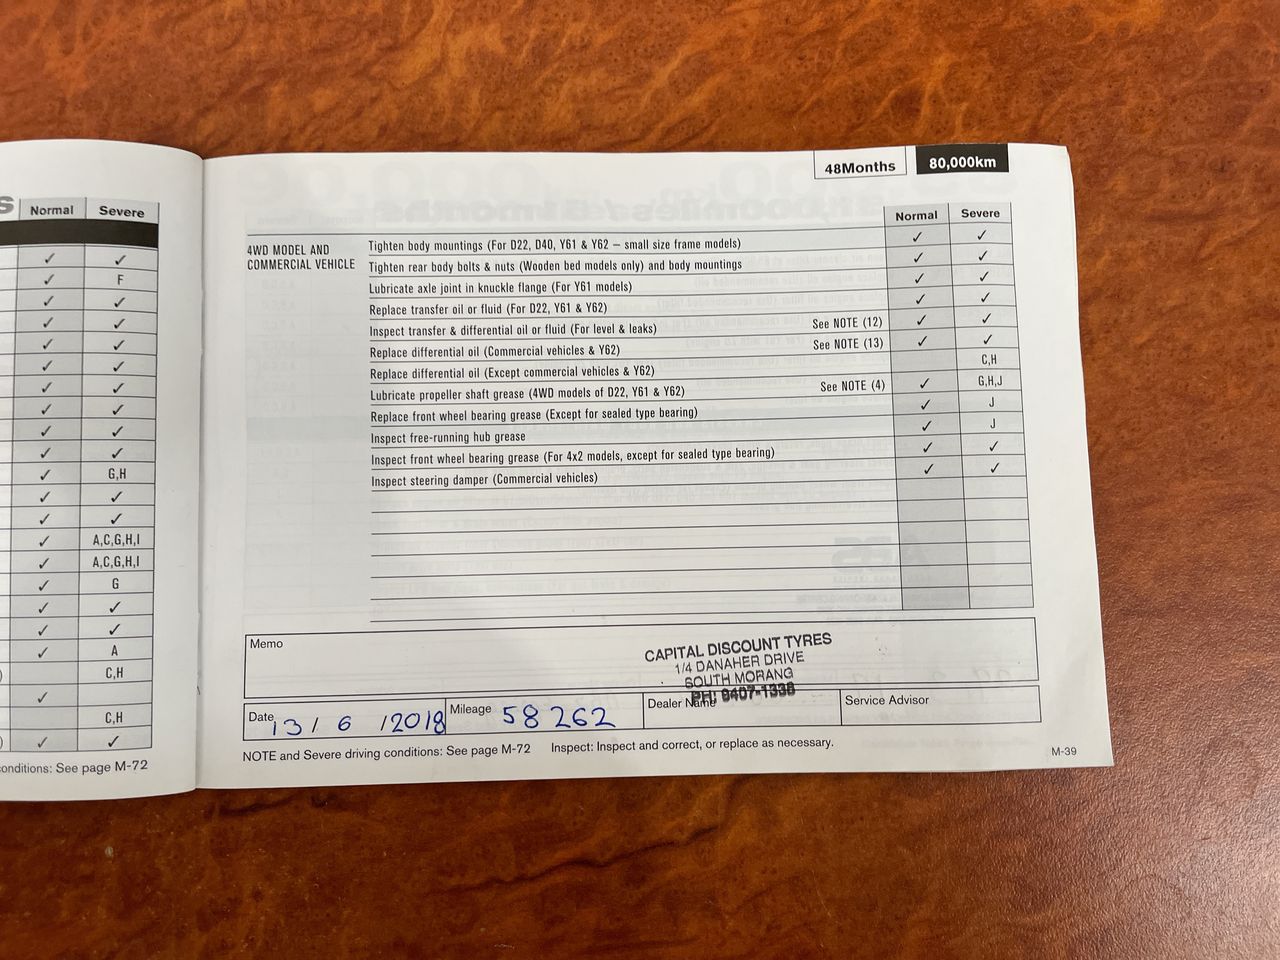 Normal Severe
✓ ✓
✓ F
✓ ✓
✓ ✓
✓ ✓
✓ ✓
✓ ✓
✓ ✓
✓ ✓
✓ ✓
✓ G,H
✓ ✓
✓ ✓
✓ A,C,G,H,I
✓ A,C,G,H,I
✓ G
✓ ✓
✓ ✓
✓ A
C,H
✓
C,H
✓ ✓
onditions: See page M-72
48Months 80,000km
Normal Severe
4WD MODEL AND
COMMERCIAL VEHICLE
Tighten body mountings (For D22, D40, Y61 & Y62 – small size frame models) ✓ ✓
Tighten rear body bolts & nuts (Wooden bed models only) and body mountings ✓ ✓
Lubricate axle joint in knuckle flange (For Y61 models) ✓ ✓
Replace transfer oil or fluid (For D22, Y61 & Y62) ✓ ✓
Inspect transfer & differential oil or fluid (For level & leaks) See NOTE (12) ✓ ✓
Replace differential oil (Commercial vehicles & Y62) See NOTE (13) ✓ ✓
Replace differential oil (Except commercial vehicles & Y62) C,H
Lubricate propeller shaft grease (4WD models of D22, Y61 & Y62) See NOTE (4) ✓ G,H,J
Replace front wheel bearing grease (Except for sealed type bearing) ✓ J
Inspect free-running hub grease ✓ J
Inspect front wheel bearing grease (For 4x2 models, except for sealed type bearing) ✓ ✓
Inspect steering damper (Commercial vehicles) ✓ ✓
Memo
CAPITAL DISCOUNT TYRES
1/4 DANAHER DRIVE
SOUTH MORANG
PH: 9407-1338
Date 13/6/2018 Mileage 58262 Dealer Name Service Advisor
NOTE and Severe driving conditions: See page M-72 Inspect: Inspect and correct, or replace as necessary.
M-39